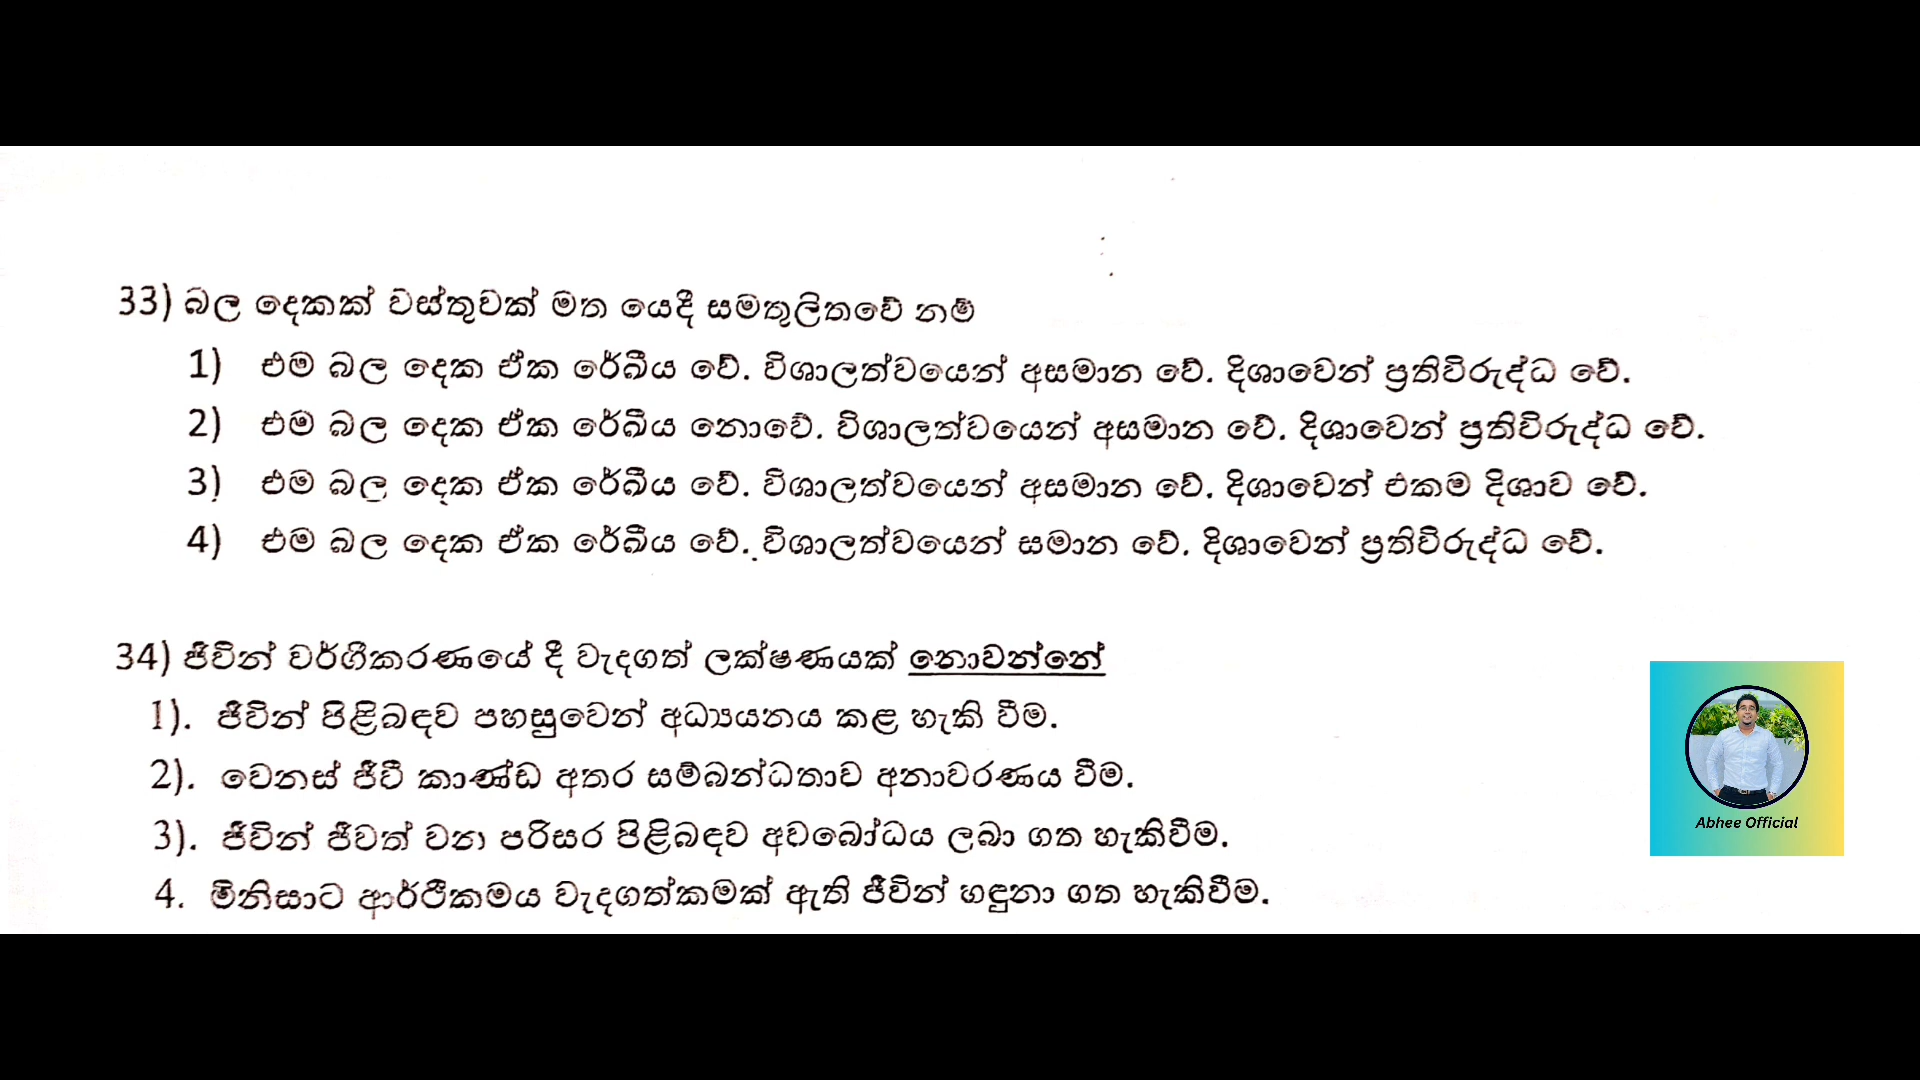 33) බල දෙකක් වස්තුවක් මත යෙදී සමතුලිතවේ නම්
1) එම බල දෙක ඒක රේඛීය වේ. විශාලත්වයෙන් අසමාන වේ. දිශාවෙන් ප්‍රතිවිරුද්ධ වේ.
2) එම බල දෙක ඒක රේඛීය නොවේ. විශාලත්වයෙන් අසමාන වේ. දිශාවෙන් ප්‍රතිවිරුද්ධ වේ.
3) එම බල දෙක ඒක රේඛීය වේ. විශාලත්වයෙන් අසමාන වේ. දිශාවෙන් එකම දිශාව වේ.
4) එම බල දෙක ඒක රේඛීය වේ. විශාලත්වයෙන් සමාන වේ. දිශාවෙන් ප්‍රතිවිරුද්ධ වේ.
34) ජීවින් වර්ගීකරණයේ දී වැදගත් ලක්ෂණයක් නොවන්නේ
1). ජීවින් පිළිබඳව පහසුවෙන් අධ්‍යයනය කළ හැකි වීම.
2). වෙනස් ජීවී කාණ්ඩ අතර සම්බන්ධතාව අනාවරණය වීම.
3). ජීවින් ජීවත් වන පරිසර පිළිබඳව අවබෝධය ලබා ගත හැකිවීම.
4. මිනිසාට ආර්ථිකමය වැදගත්කමක් ඇති ජීවින් හඳුනා ගත හැකිවීම.
Abhee Official